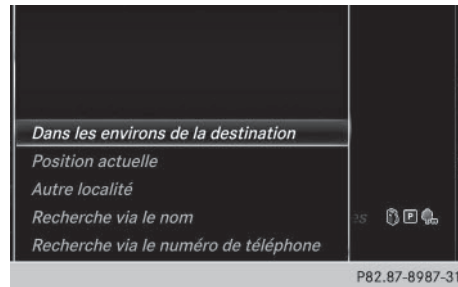 Dans les environs de la destination
Position actuelle
Autre localité
Recherche via le nom
es
Recherche via le numéro de téléphone
P82.87-8987-31